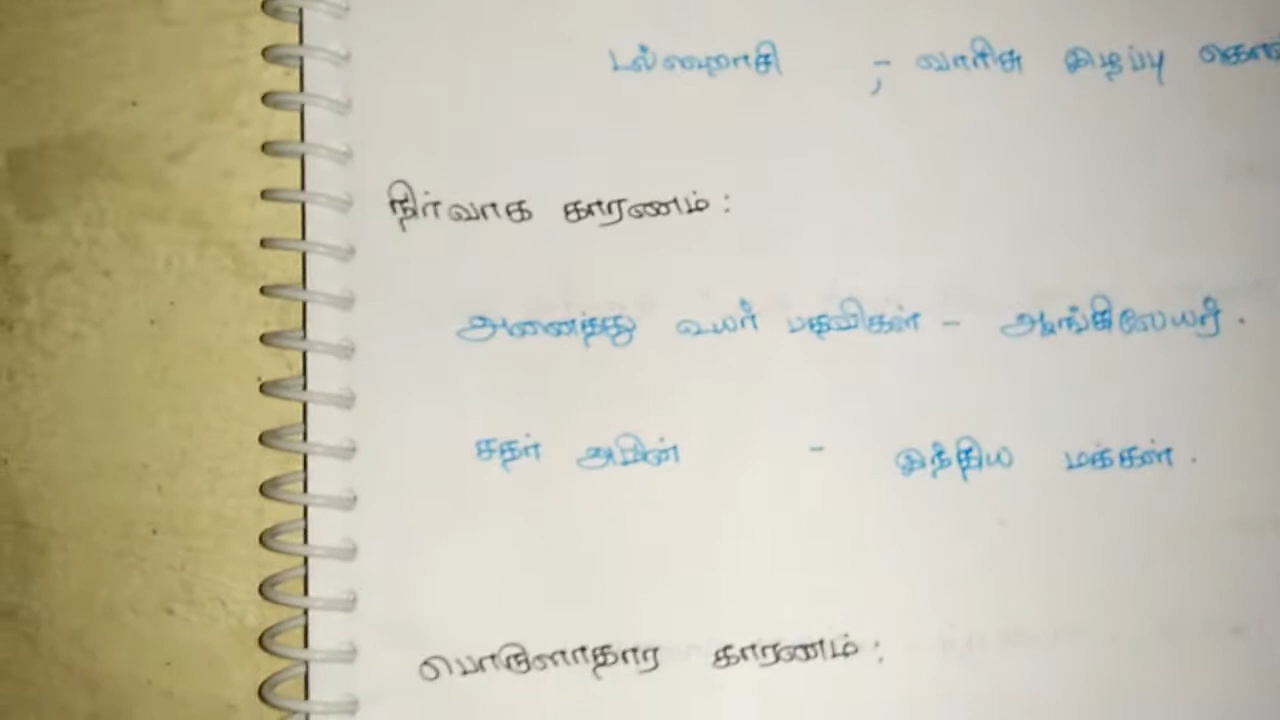 டல்ஹௌசி - வாரிசு இழப்பு
நிர்வாக காரணம் :
அனைத்து உயர் பதவிகள் - ஆங்கிலேயர் .
சதர் அமின் - இந்திய மக்கள் .
பொருளாதார காரணம் :